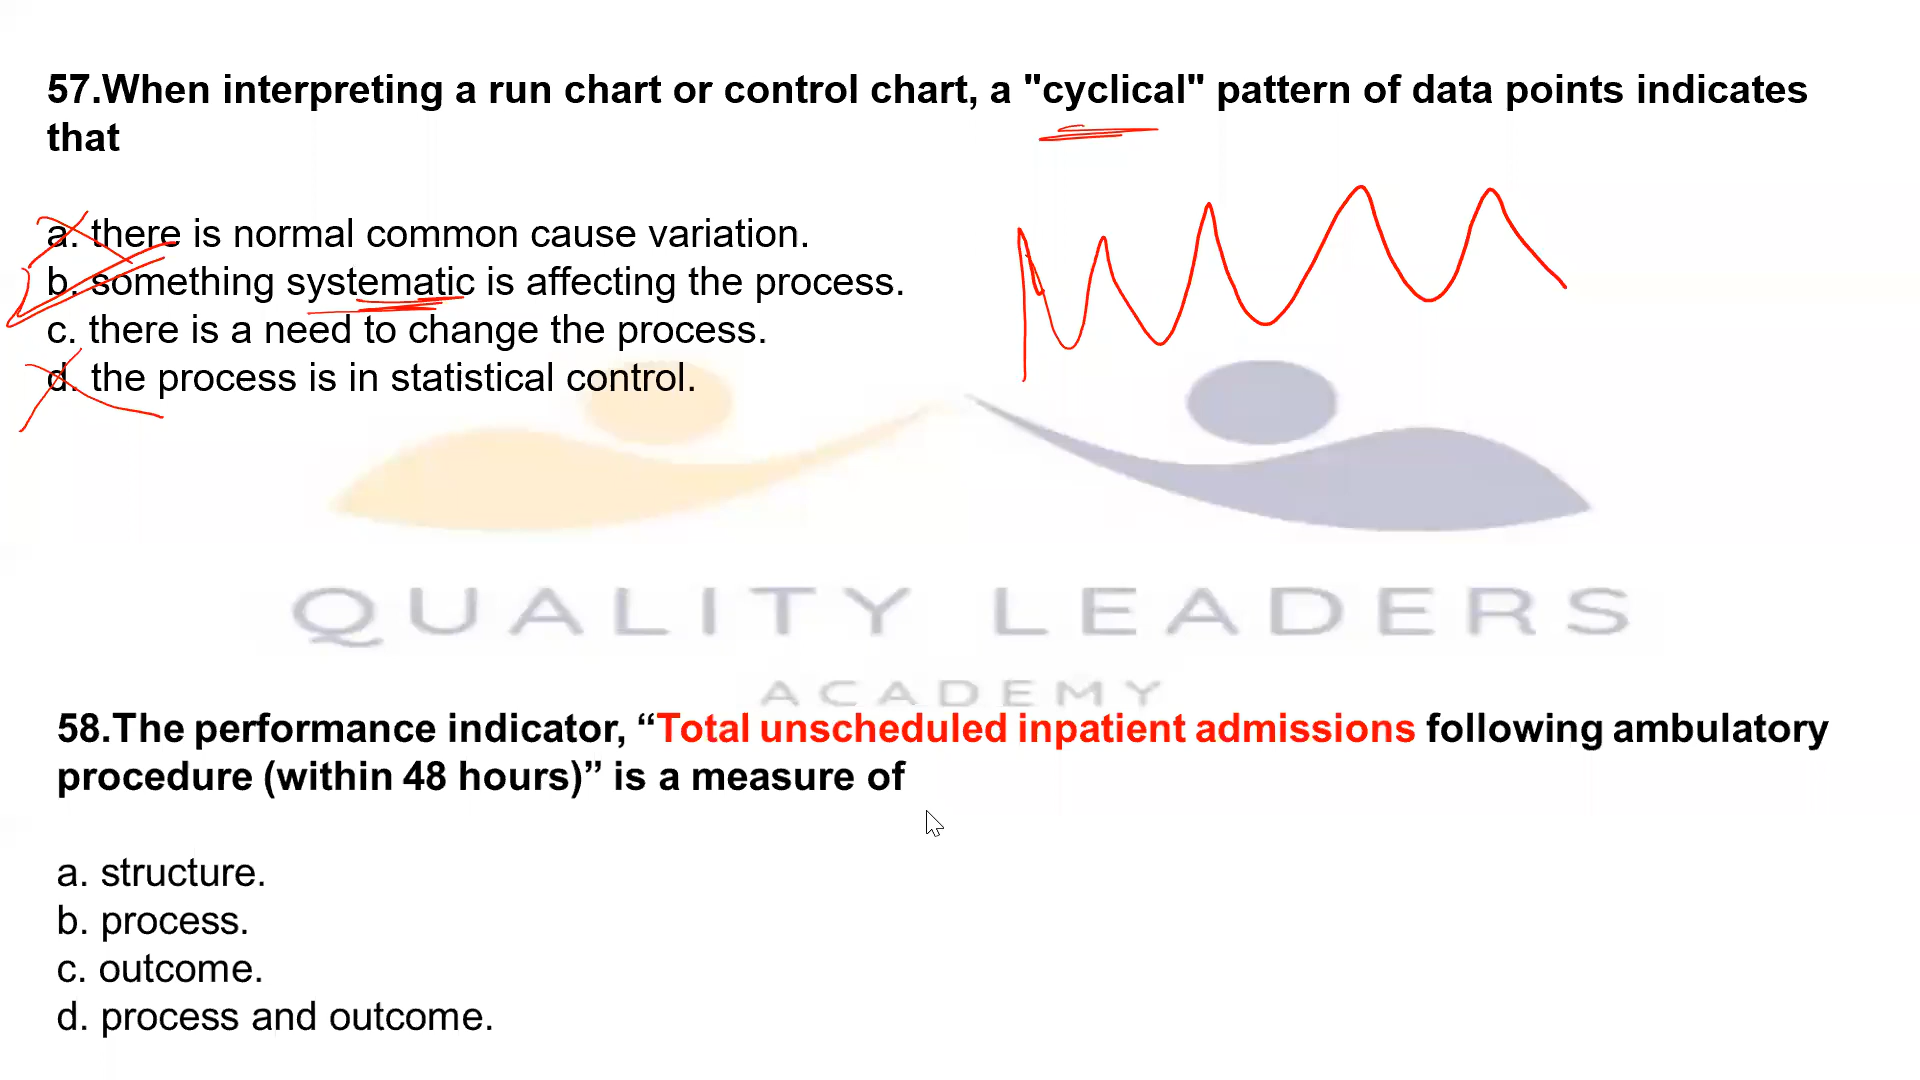 57.When interpreting a run chart or control chart, a "cyclical" pattern of data points indicates
that
a. there is normal common cause variation.
b. something systematic is affecting the process.
c. there is a need to change the process.
d. the process is in statistical control.
QUALITY LEADERS
ACADEMY
58.The performance indicator, “Total unscheduled inpatient admissions following ambulatory
procedure (within 48 hours)” is a measure of
a. structure.
b. process.
c. outcome.
d. process and outcome.